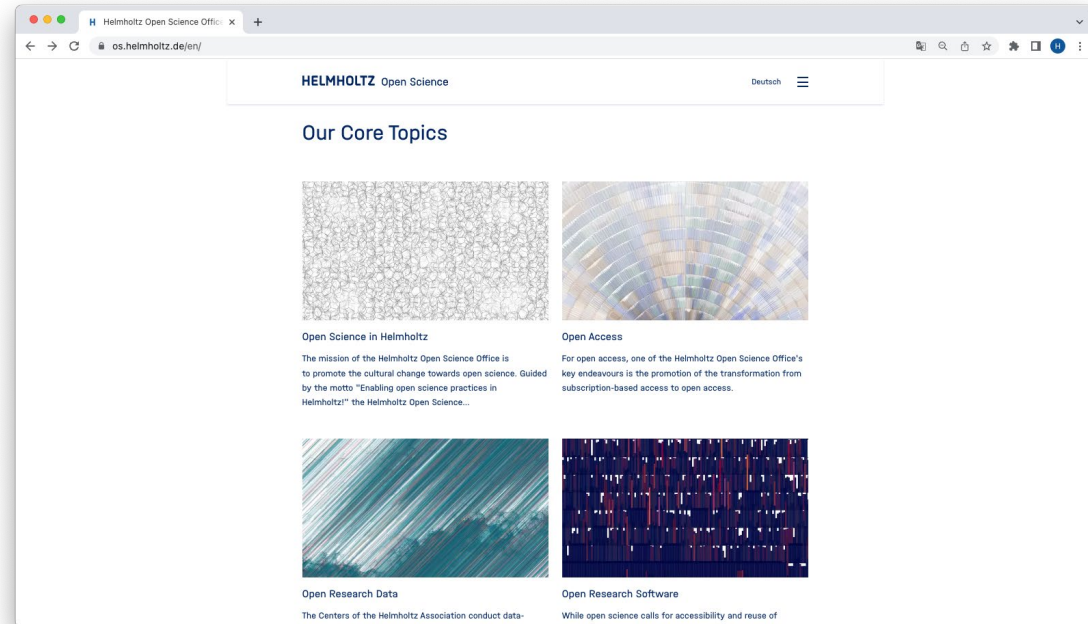 H Helmholtz Open Science Offic
os.helmholtz.de/en/
H
HELMHOLTZ Open Science
Deutsch
Our Core Topics
Open Science in Helmholtz
The mission of the Helmholtz Open Science Office is
to promote the cultural change towards open science. Guided
by the motto "Enabling open science practices in
Helmholtz!" the Helmholtz Open Science...
Open Access
For open access, one of the Helmholtz Open Science Office's
key endeavours is the promotion of the transformation from
subscription-based access to open access.
Open Research Data
The Centers of the Helmholtz Association conduct data-
Open Research Software
While open science calls for accessibility and reuse of